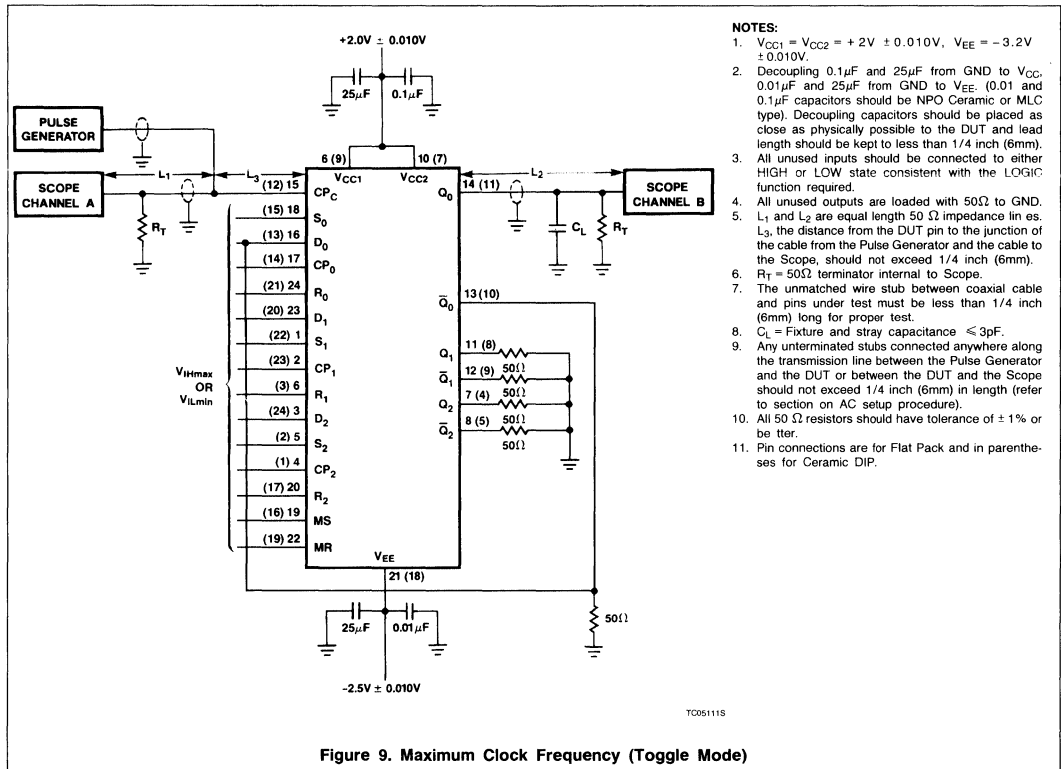 +2.0V ± 0.010V
25µF
0.1µF
PULSE
GENERATOR
SCOPE
CHANNEL A
L1
L3
RT
6 (9)
10 (7)
VCC1
VCC2
(12) 15
CPC
(15) 18
S0
(13) 16
D0
(14) 17
CP0
(21) 24
R0
(20) 23
D1
(22) 1
S1
(23) 2
CP1
(3) 6
R1
(24) 3
D2
(2) 5
S2
(1) 4
CP2
(17) 20
R2
(16) 19
MS
(19) 22
MR
VIHmax
OR
VILmin
Q0
14 (11)
L2
SCOPE
CHANNEL B
CL
RT
Q̄0
13 (10)
Q1
11 (8)
50Ω
Q̄1
12 (9)
50Ω
Q2
7 (4)
50Ω
Q̄2
8 (5)
50Ω
VEE
21 (18)
25µF
0.01µF
50Ω
−2.5V ± 0.010V
TC05111S
NOTES:
1. VCC1 = VCC2 = + 2V ± 0.010V, VEE = − 3.2V
± 0.010V.
2. Decoupling 0.1µF and 25µF from GND to VCC,
0.01µF and 25µF from GND to VEE. (0.01 and
0.1µF capacitors should be NPO Ceramic or MLC
type). Decoupling capacitors should be placed as
close as physically possible to the DUT and lead
length should be kept to less than 1/4 inch (6mm).
3. All unused inputs should be connected to either
HIGH or LOW state consistent with the LOGIC
function required.
4. All unused outputs are loaded with 50Ω to GND.
5. L1 and L2 are equal length 50 Ω impedance lin es.
L3, the distance from the DUT pin to the junction of
the cable from the Pulse Generator and the cable to
the Scope, should not exceed 1/4 inch (6mm).
6. RT = 50Ω terminator internal to Scope.
7. The unmatched wire stub between coaxial cable
and pins under test must be less than 1/4 inch
(6mm) long for proper test.
8. CL = Fixture and stray capacitance ⩽ 3pF.
9. Any unterminated stubs connected anywhere along
the transmission line between the Pulse Generator
and the DUT or between the DUT and the Scope
should not exceed 1/4 inch (6mm) in length (refer
to section on AC setup procedure).
10. All 50 Ω resistors should have tolerance of ± 1% or
be tter.
11. Pin connections are for Flat Pack and in parenthe-
ses for Ceramic DIP.
Figure 9. Maximum Clock Frequency (Toggle Mode)